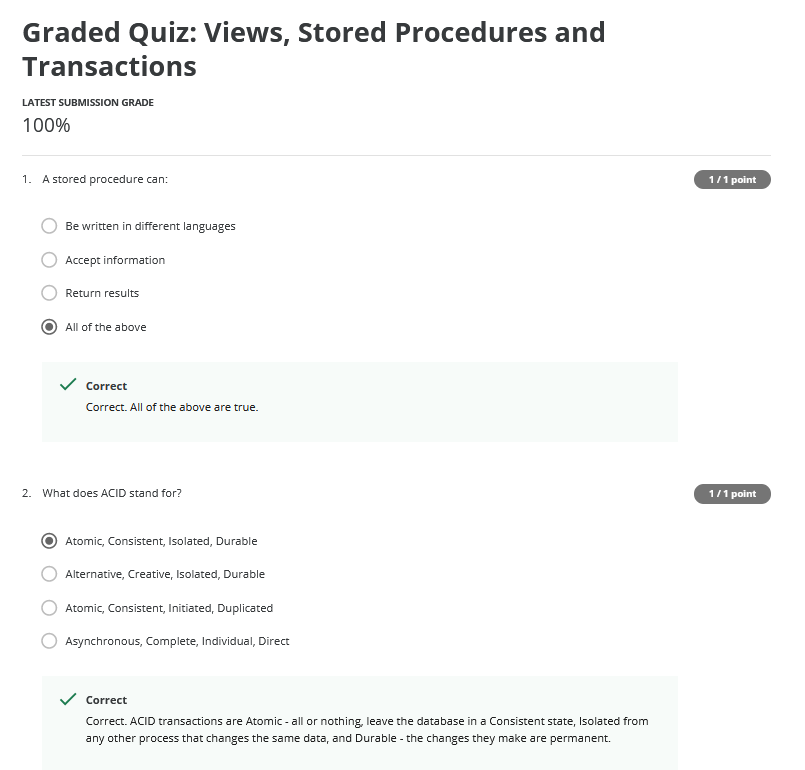 Graded Quiz: Views, Stored Procedures and
Transactions
LATEST SUBMISSION GRADE
100%
1. A stored procedure can:
1 / 1 point
Be written in different languages
Accept information
Return results
All of the above
Correct
Correct. All of the above are true.
2. What does ACID stand for?
1 / 1 point
Atomic, Consistent, Isolated, Durable
Alternative, Creative, Isolated, Durable
Atomic, Consistent, Initiated, Duplicated
Asynchronous, Complete, Individual, Direct
Correct
Correct. ACID transactions are Atomic - all or nothing, leave the database in a Consistent state, Isolated from
any other process that changes the same data, and Durable - the changes they make are permanent.